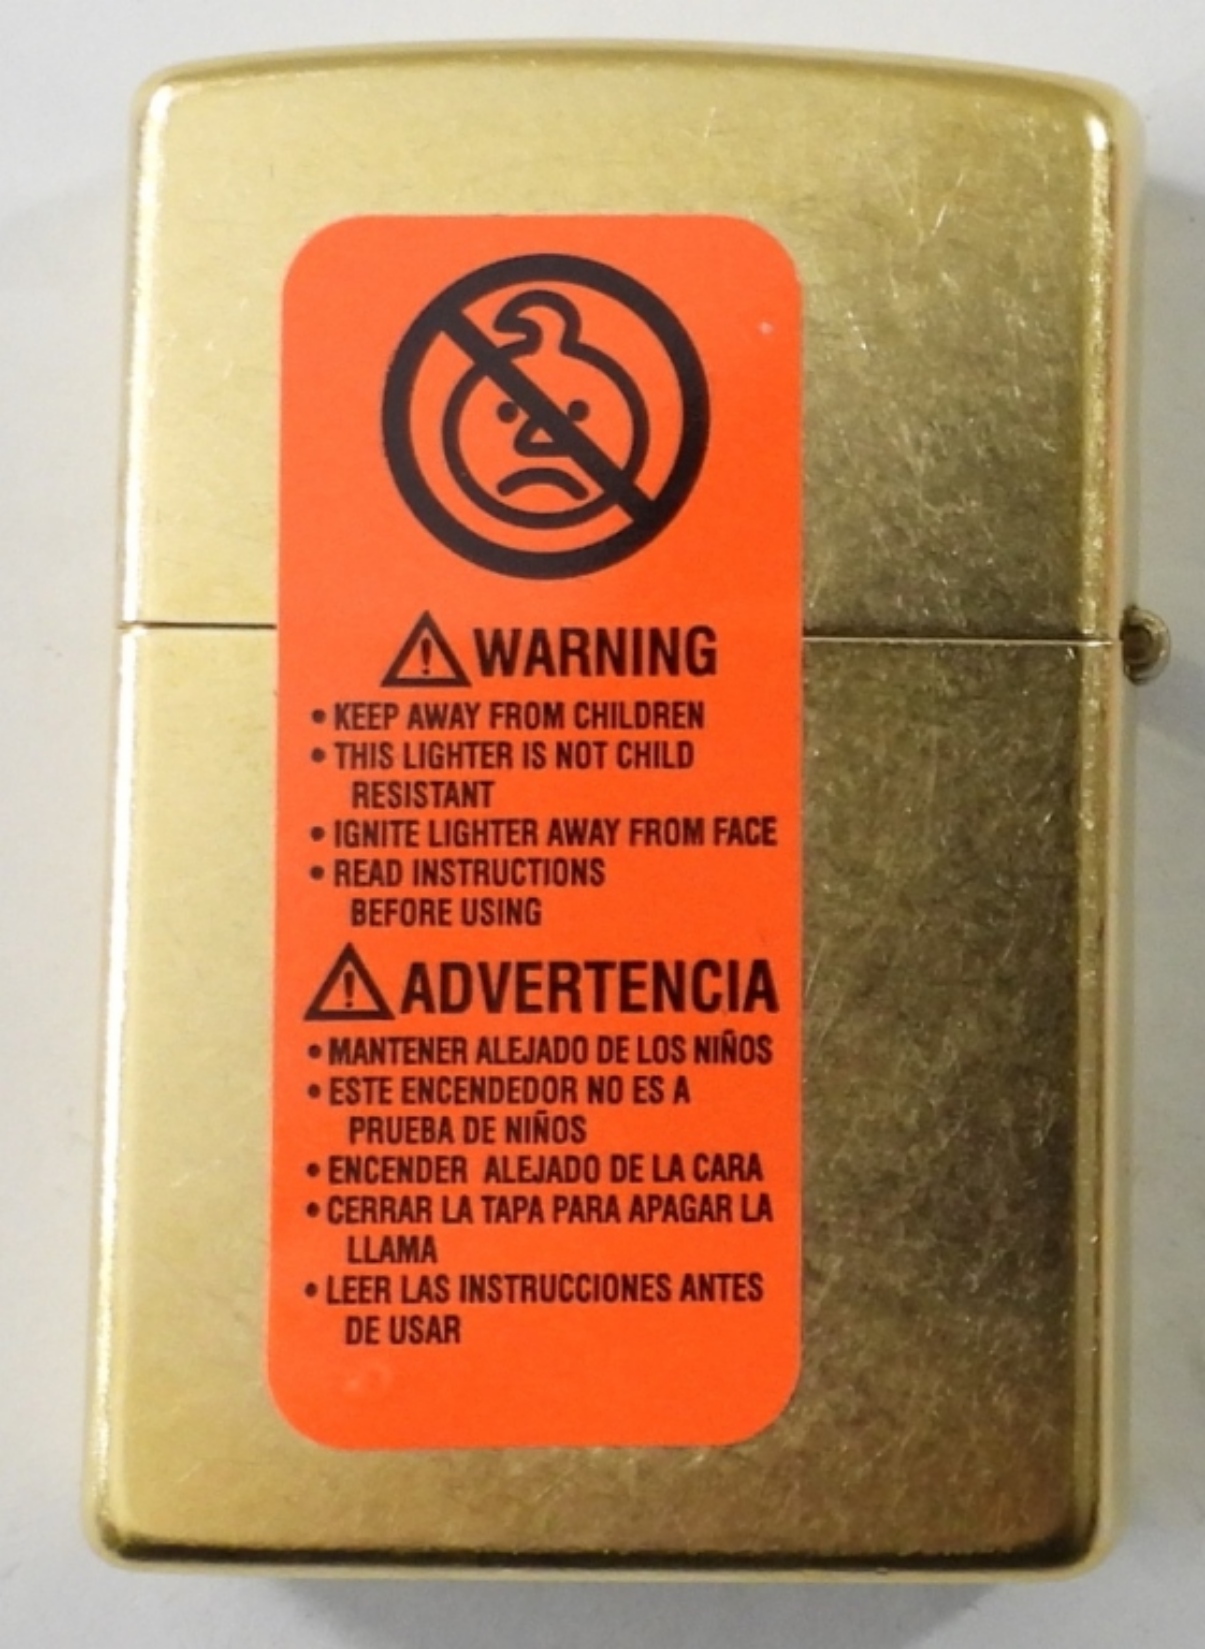 WARNING
• KEEP AWAY FROM CHILDREN
• THIS LIGHTER IS NOT CHILD
RESISTANT
• IGNITE LIGHTER AWAY FROM FACE
• READ INSTRUCTIONS
BEFORE USING
ADVERTENCIA
• MANTENER ALEJADO DE LOS NIÑOS
• ESTE ENCENDEDOR NO ES A
PRUEBA DE NIÑOS
• ENCENDER ALEJADO DE LA CARA
• CERRAR LA TAPA PARA APAGAR LA
LLAMA
• LEER LAS INSTRUCCIONES ANTES
DE USAR